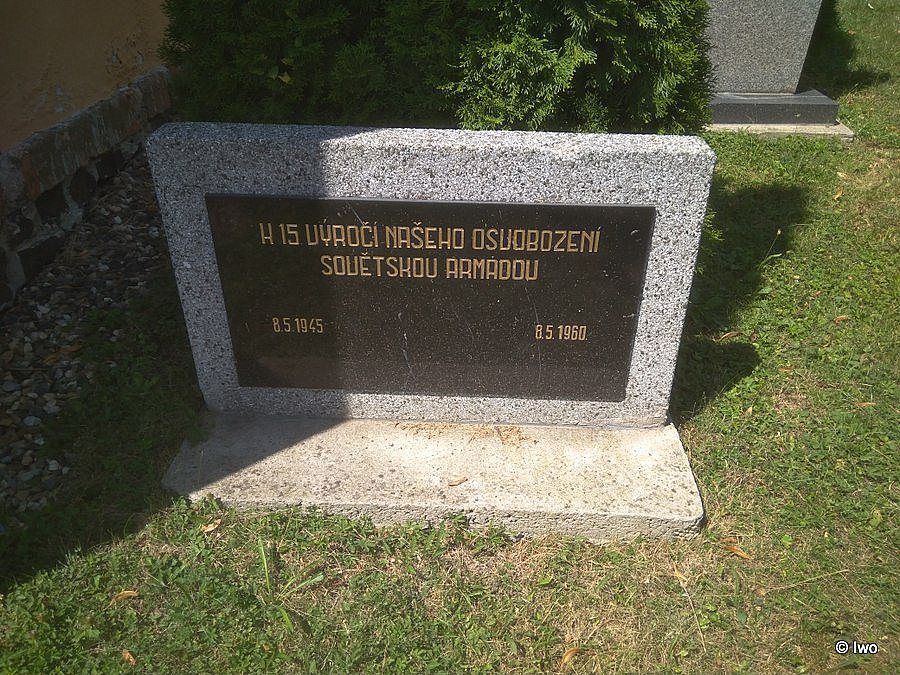 K 15 VÝROČÍ NAŠEHO OSVOBOZENÍ
SOVĚTSKOU ARMÁDOU
8.5.1945 8.5.1960.
© Iwo